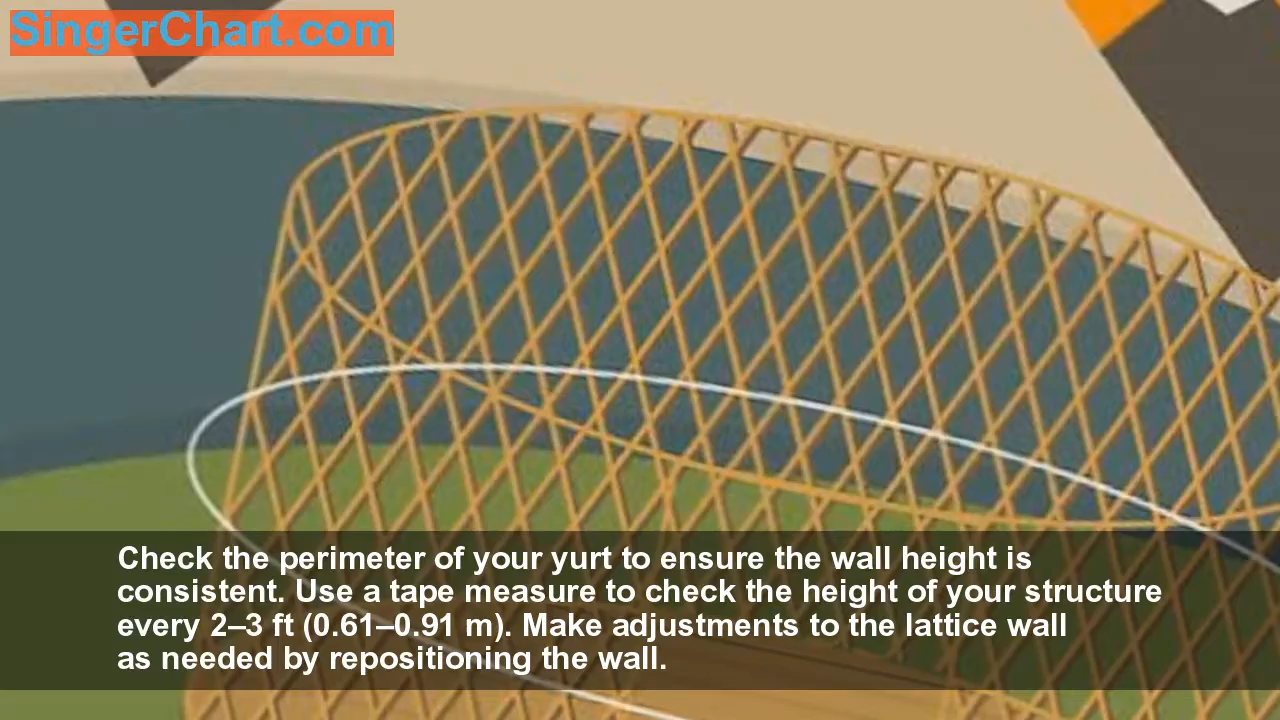 SingerChart.com
Check the perimeter of your yurt to ensure the wall height is
consistent. Use a tape measure to check the height of your structure
every 2–3 ft (0.61–0.91 m). Make adjustments to the lattice wall
as needed by repositioning the wall.